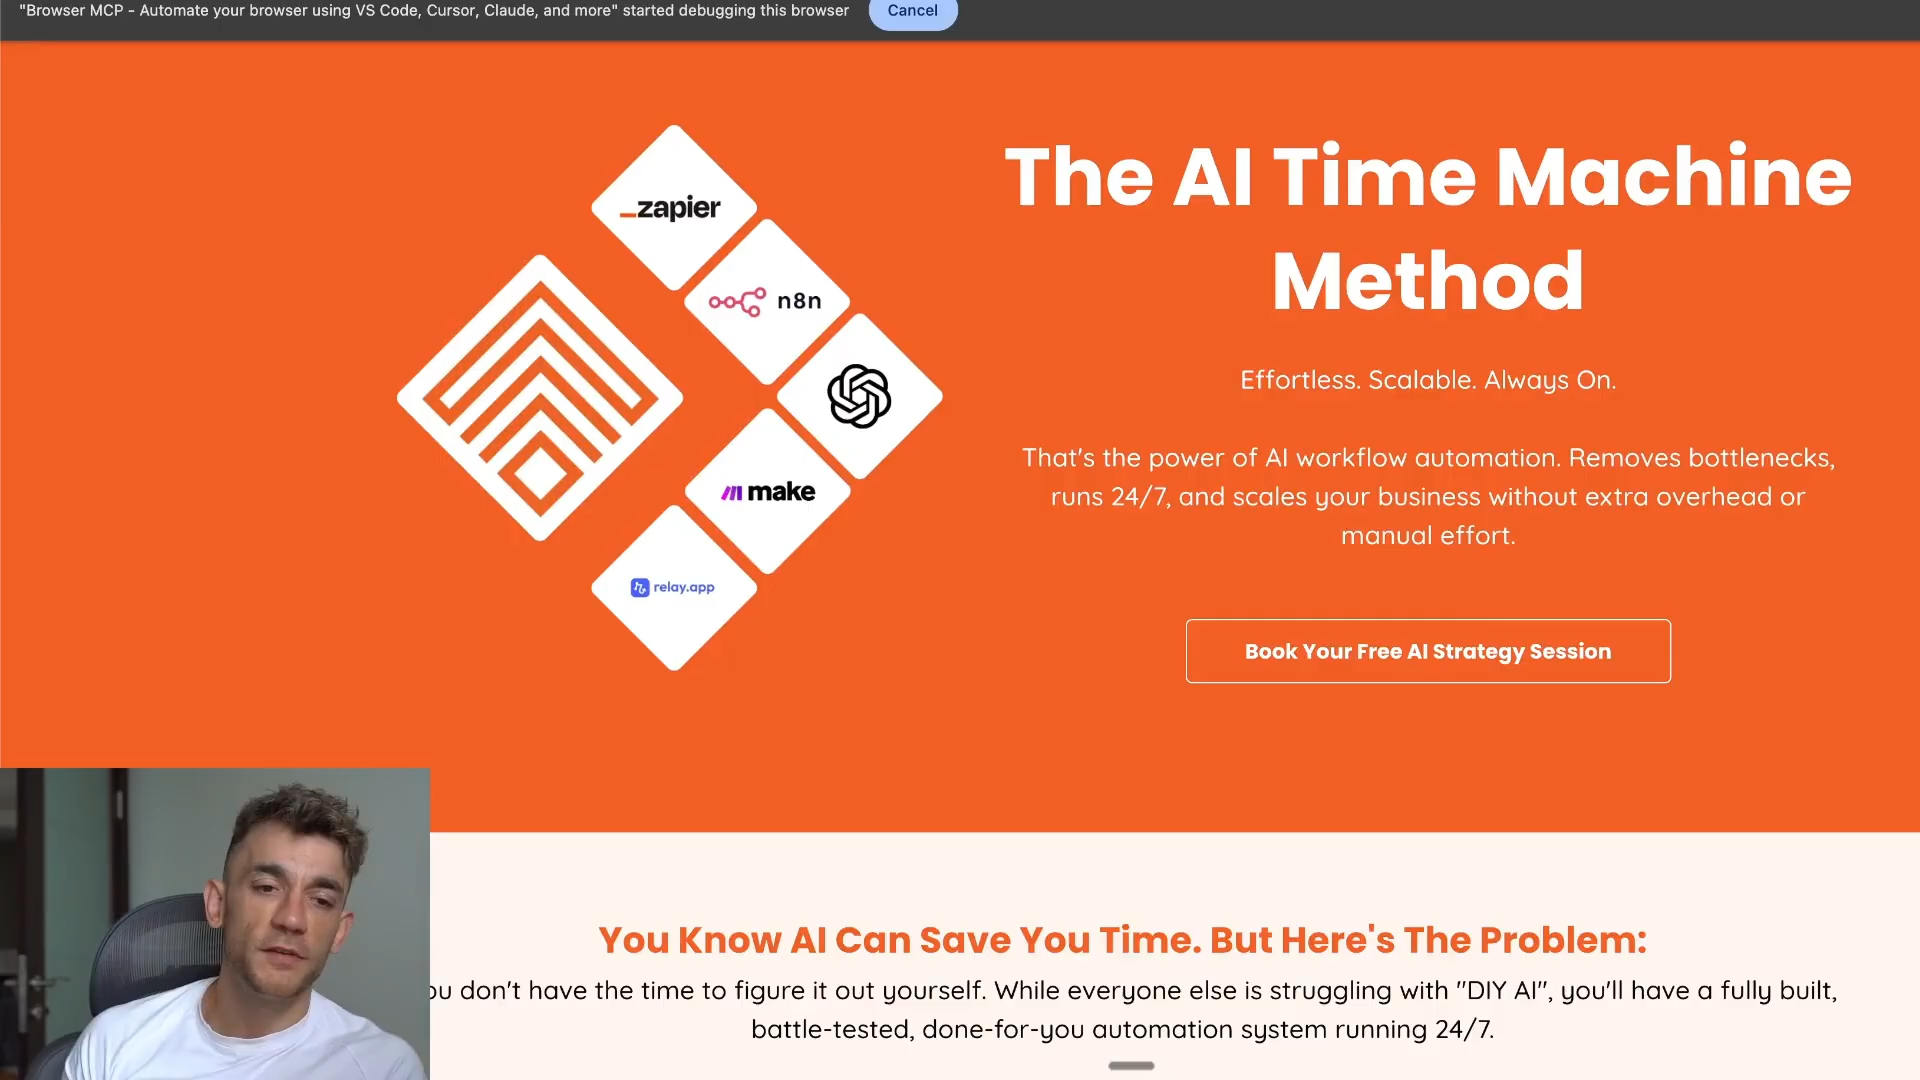 "Browser MCP - Automate your browser using VS Code, Cursor, Claude, and more" started debugging this browser
Cancel
zapier
n8n
make
relay.app
The AI Time Machine
Method
Effortless. Scalable. Always On.
That's the power of AI workflow automation. Removes bottlenecks,
runs 24/7, and scales your business without extra overhead or
manual effort.
Book Your Free AI Strategy Session
You Know AI Can Save You Time. But Here's The Problem:
don't have the time to figure it out yourself. While everyone else is struggling with "DIY AI", you'll have a fully built,
battle-tested, done-for-you automation system running 24/7.